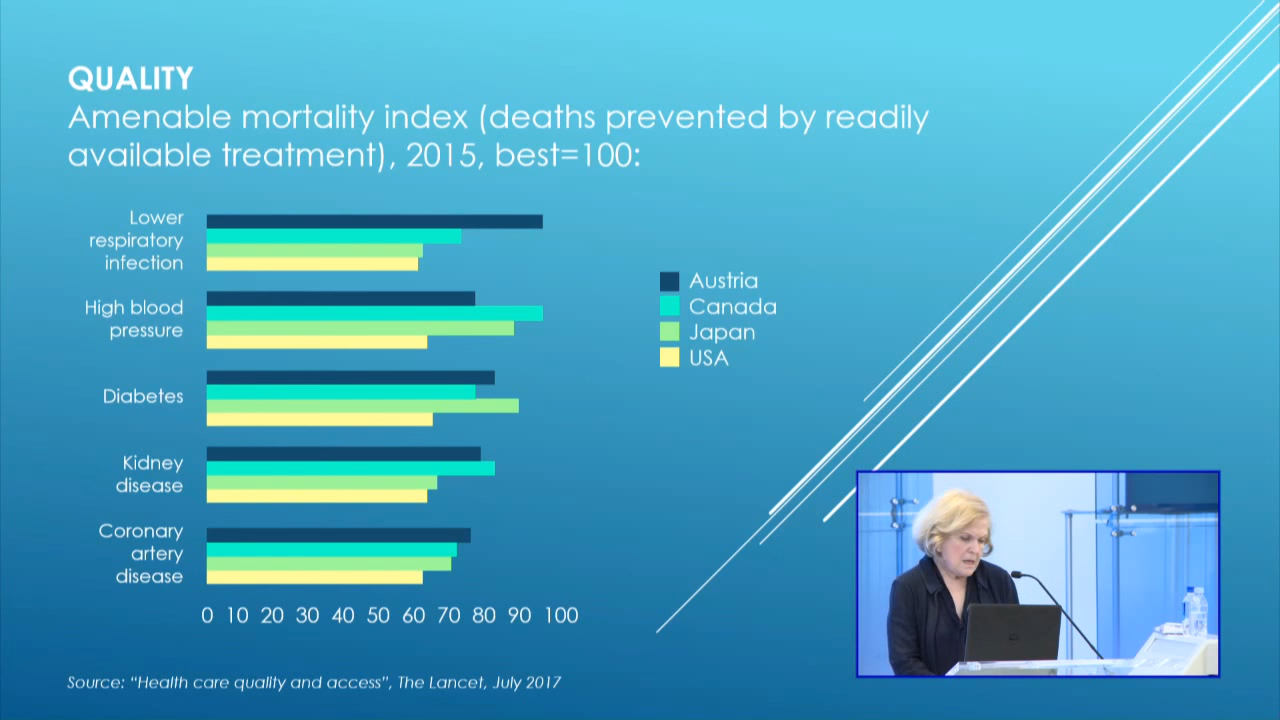 QUALITY
Amenable mortality index (deaths prevented by readily
available treatment), 2015, best=100:
Lower
respiratory
infection
High blood
pressure
Diabetes
Kidney
disease
Coronary
artery
disease
0 10 20 30 40 50 60 70 80 90 100
Austria
Canada
Japan
USA
Source: “Health care quality and access”, The Lancet, July 2017